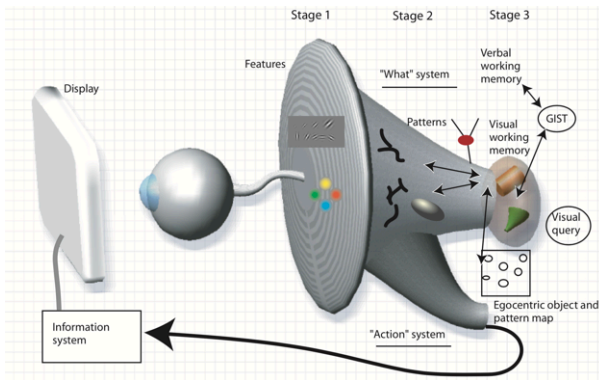 Stage 1
Stage 2
Stage 3
Features
Display
"What" system
Verbal
working
memory
GIST
Patterns
Visual
working
memory
Visual
query
Egocentric object and
pattern map
"Action" system
Information
system